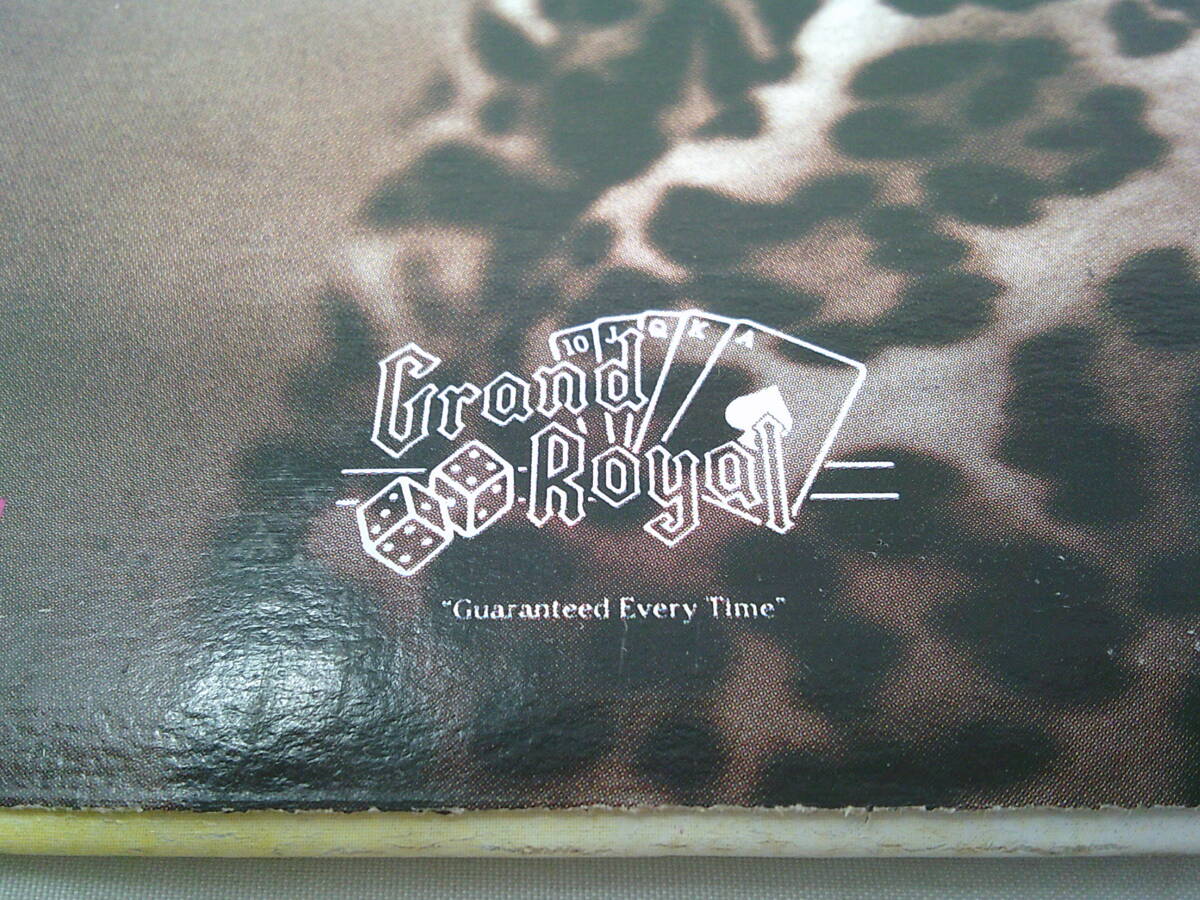 10 J Q K A
Grand
Royal
"Guaranteed Every Time"